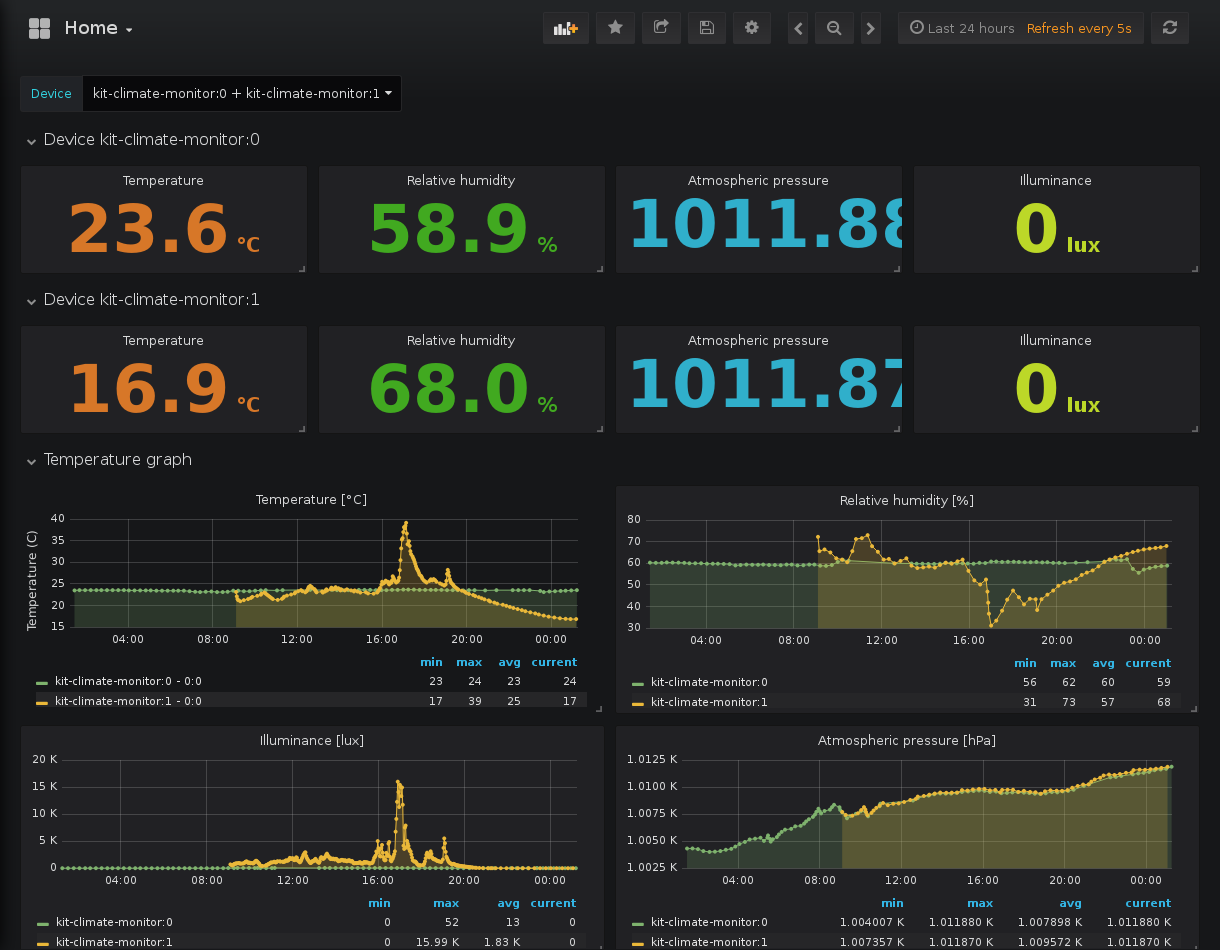 Home
Last 24 hours Refresh every 5s
Device kit-climate-monitor:0 + kit-climate-monitor:1
Device kit-climate-monitor:0
Temperature Relative humidity Atmospheric pressure Illuminance
23.6 °C 58.9 % 1011.88 0 lux
Device kit-climate-monitor:1
Temperature Relative humidity Atmospheric pressure Illuminance
16.9 °C 68.0 % 1011.87 0 lux
Temperature graph
Temperature [°C]
Temperature (C)
40
35
30
25
20
15
04:00 08:00 12:00 16:00 20:00 00:00
min max avg current
kit-climate-monitor:0 - 0:0 23 24 23 24
kit-climate-monitor:1 - 0:0 17 39 25 17
Relative humidity [%]
80
70
60
50
40
30
04:00 08:00 12:00 16:00 20:00 00:00
min max avg current
kit-climate-monitor:0 56 62 60 59
kit-climate-monitor:1 31 73 57 68
Illuminance [lux]
20 K
15 K
10 K
5 K
0
04:00 08:00 12:00 16:00 20:00 00:00
min max avg current
kit-climate-monitor:0 0 52 13 0
kit-climate-monitor:1 0 15.99 K 1.83 K 0
Atmospheric pressure [hPa]
1.0125 K
1.0100 K
1.0075 K
1.0050 K
1.0025 K
04:00 08:00 12:00 16:00 20:00 00:00
min max avg current
kit-climate-monitor:0 1.004007 K 1.011880 K 1.007898 K 1.011880 K
kit-climate-monitor:1 1.007357 K 1.011870 K 1.009572 K 1.011870 K